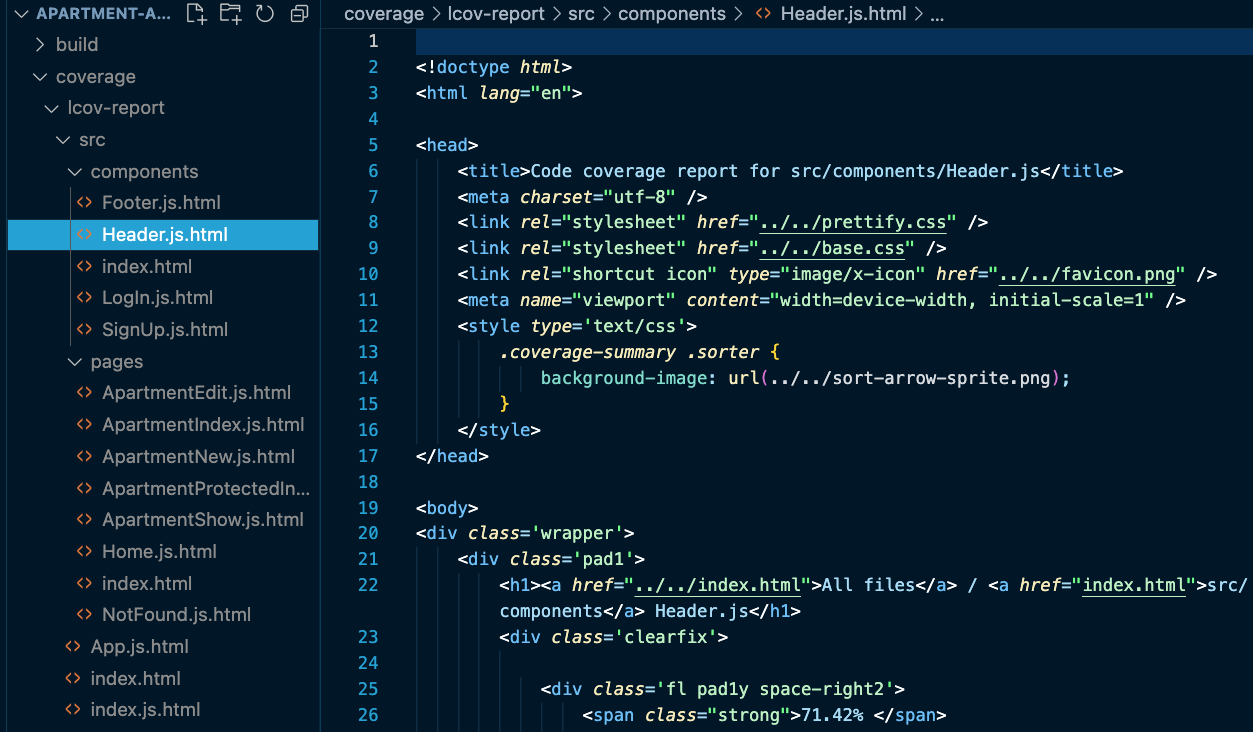 APARTMENT-A...
build
coverage
lcov-report
src
components
Footer.js.html
Header.js.html
index.html
LogIn.js.html
SignUp.js.html
pages
ApartmentEdit.js.html
ApartmentIndex.js.html
ApartmentNew.js.html
ApartmentProtectedIn...
ApartmentShow.js.html
Home.js.html
index.html
NotFound.js.html
App.js.html
index.html
index.js.html
coverage > lcov-report > src > components > <> Header.js.html > ...
1
2 <!doctype html>
3 <html lang="en">
4
5 <head>
6 <title>Code coverage report for src/components/Header.js</title>
7 <meta charset="utf-8" />
8 <link rel="stylesheet" href="../../prettify.css" />
9 <link rel="stylesheet" href="../../base.css" />
10 <link rel="shortcut icon" type="image/x-icon" href="../../favicon.png" />
11 <meta name="viewport" content="width=device-width, initial-scale=1" />
12 <style type='text/css'>
13 .coverage-summary .sorter {
14 background-image: url(../../sort-arrow-sprite.png);
15 }
16 </style>
17 </head>
18
19 <body>
20 <div class='wrapper'>
21 <div class='pad1'>
22 <h1><a href="../../index.html">All files</a> / <a href="index.html">src/
components</a> Header.js</h1>
23 <div class='clearfix'>
24
25 <div class='fl pad1y space-right2'>
26 <span class="strong">71.42% </span>